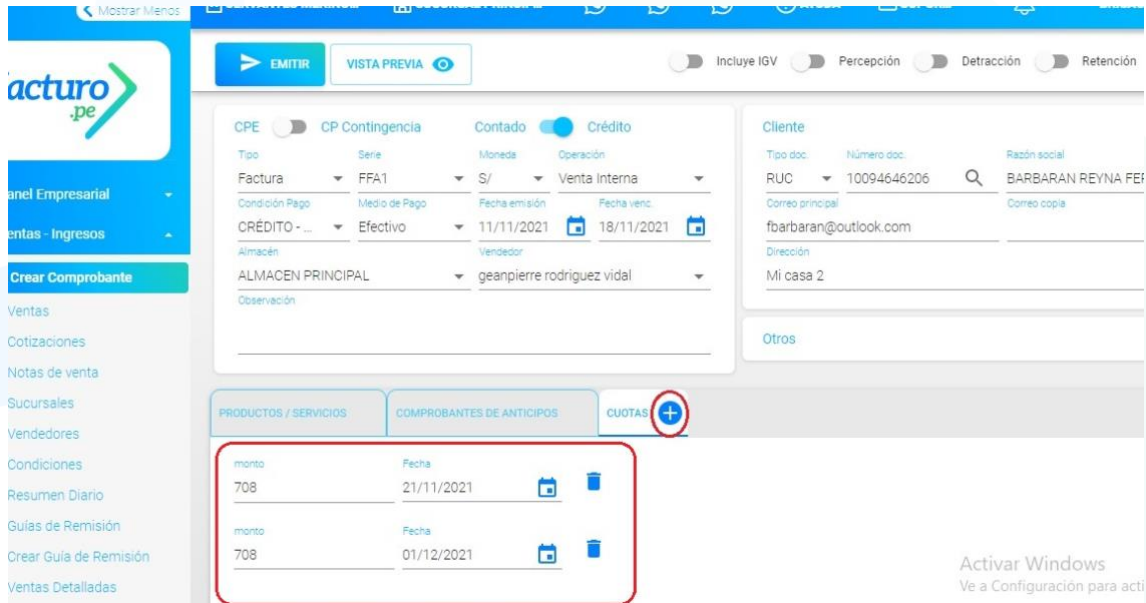 Mostrar Menos
acturo
.pe
anel Empresarial
entas - Ingresos
Crear Comprobante
Ventas
Cotizaciones
Notas de venta
Sucursales
Vendedores
Condiciones
Resumen Diario
Guías de Remisión
Crear Guía de Remisión
Ventas Detalladas
EMITIR VISTA PREVIA Incluye IGV Percepción Detracción Retención
CPE CP Contingencia Contado Crédito
Tipo Serie Moneda Operación
Factura FFA1 S/ Venta Interna
Condición Pago Medio de Pago Fecha emisión Fecha venc.
CRÉDITO - ... Efectivo 11/11/2021 18/11/2021
Almacén Vendedor
ALMACEN PRINCIPAL geanpierre rodriguez vidal
Observación
Cliente
Tipo doc. Número doc. Razón social
RUC 10094646206 BARBARAN REYNA FER
Correo principal Correo copia
fbarbaran@outlook.com
Dirección
Mi casa 2
Otros
PRODUCTOS / SERVICIOS COMPROBANTES DE ANTICIPOS CUOTAS
monto Fecha
708 21/11/2021
monto Fecha
708 01/12/2021
Activar Windows
Ve a Configuración para acti